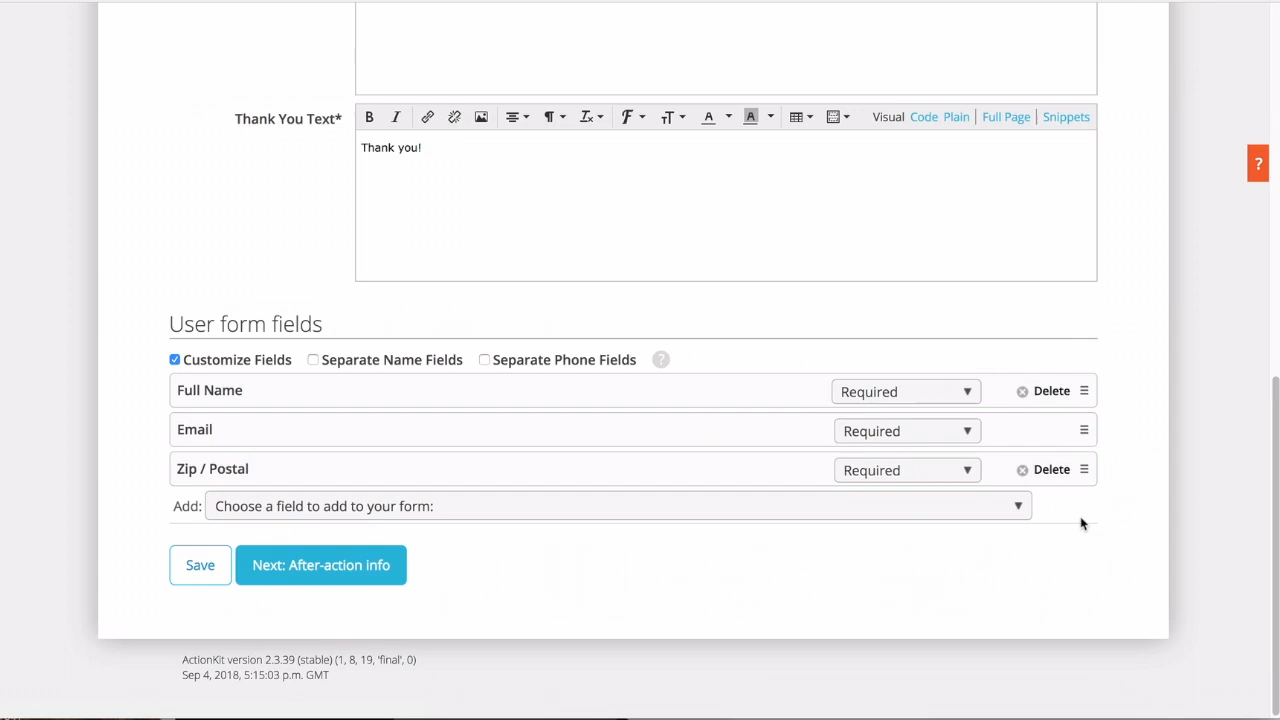 Thank You Text*
B I Visual Code Plain Full Page Snippets
Thank you!
?
User form fields
Customize Fields Separate Name Fields Separate Phone Fields ?
Full Name Required Delete
Email Required
Zip / Postal Required Delete
Add: Choose a field to add to your form:
Save Next: After-action info
ActionKit version 2.3.39 (stable) (1, 8, 19, 'final', 0)
Sep 4, 2018, 5:15:03 p.m. GMT